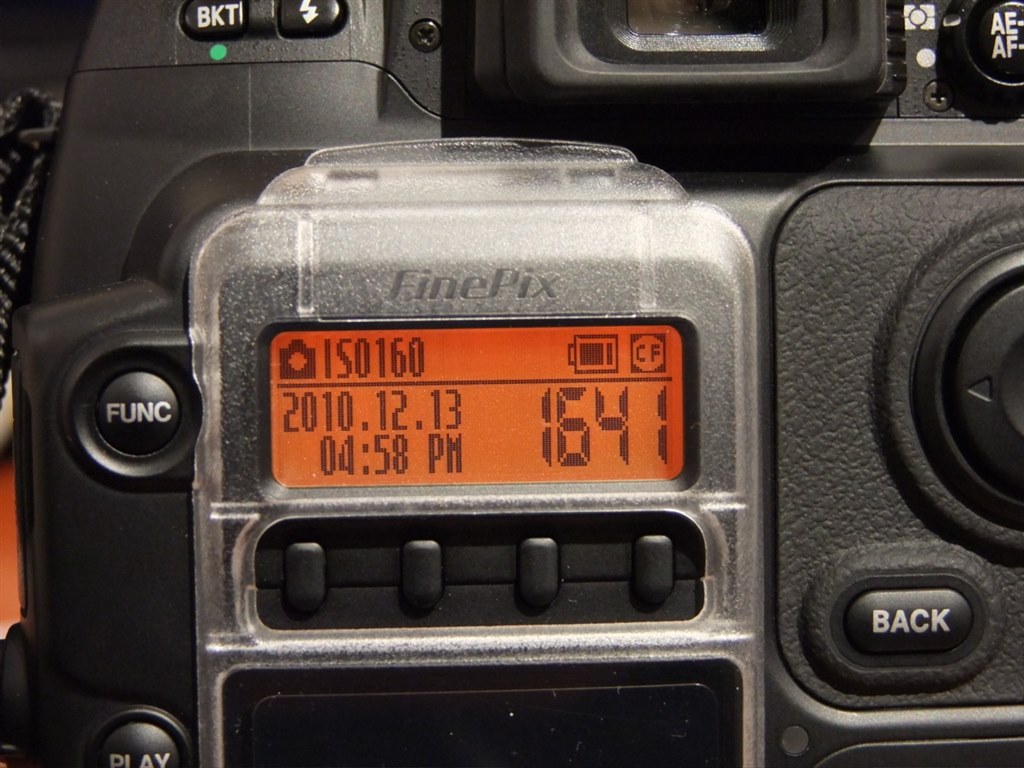 BKT
AE-
AF-
FinePix
ISO160
CF
2010.12.13
1641
04:58 PM
FUNC
BACK
PLAY